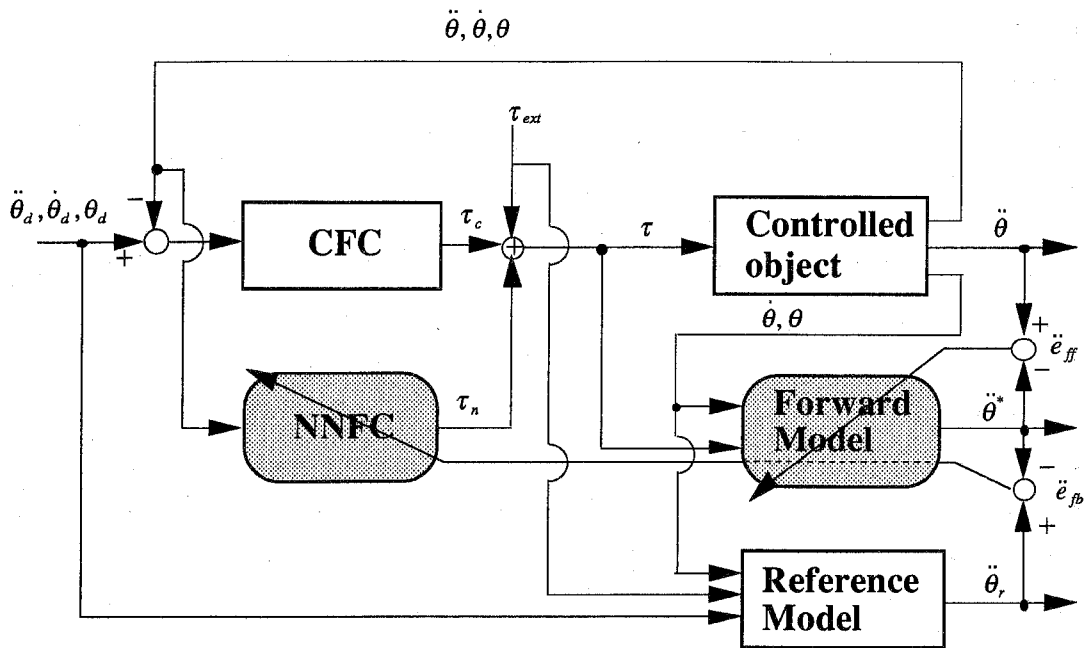 θ̈, θ̇, θ
τ_ext
θ̈_d, θ̇_d, θ_d
−
+
CFC
τ_c
+
τ
Controlled
object
θ̈
θ̇, θ
+
ë_ff
−
NNFC
τ_n
Forward
Model
θ̈*
−
ë_fb
+
Reference
Model
θ̈_r